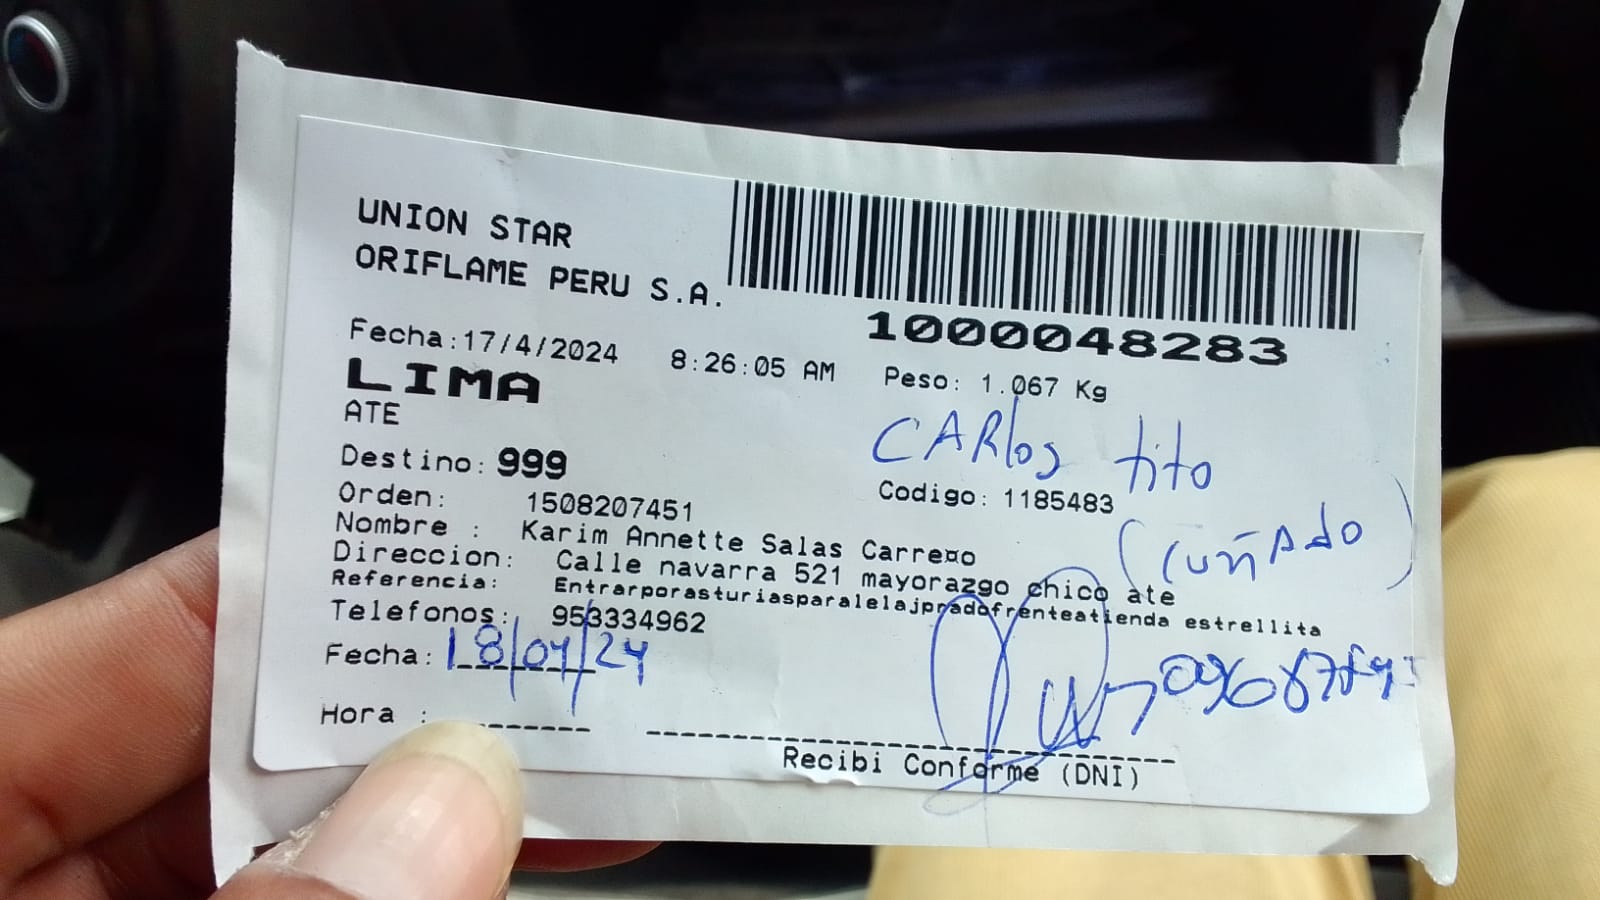 UNION STAR
ORIFLAME PERU S.A.
1000048283
Fecha:17/4/2024 8:26:05 AM Peso: 1.067 Kg
LIMA
ATE
CARlos tito
Destino: 999
Codigo: 1185483
Orden: 1508207451
(cuñAdo)
Nombre : Karim Annette Salas Carreño
Direccion: Calle navarra 521 mayorazgo chico ate
Referencia: Entrarporasturiasparalelajpradofrenteatienda estrellita
Telefonos: 953334962
Fecha: 18/04/24
Hora :
Recibi Conforme (DNI)